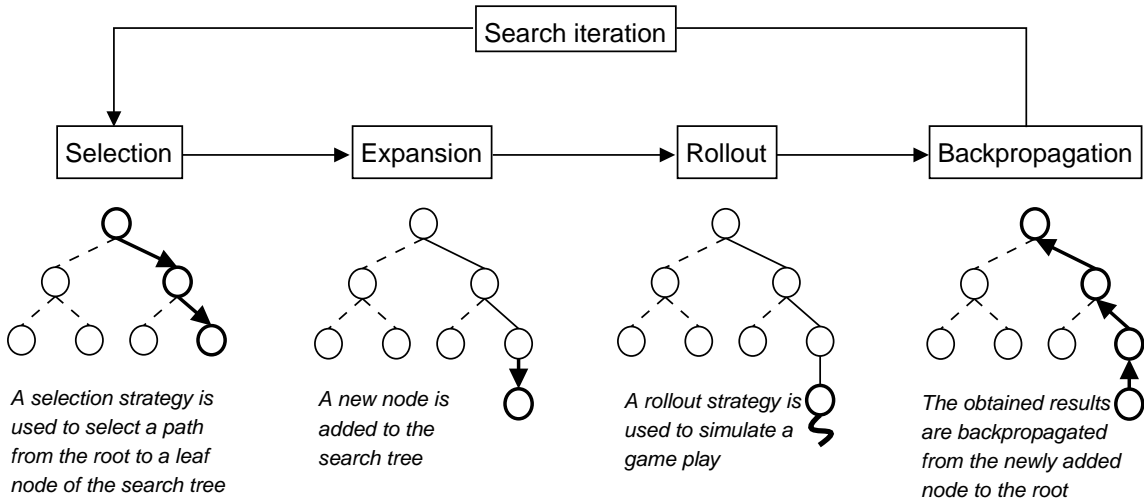 Search iteration
Selection
Expansion
Rollout
Backpropagation
A selection strategy is
used to select a path
from the root to a leaf
node of the search tree
A new node is
added to the
search tree
A rollout strategy is
used to simulate a
game play
The obtained results
are backpropagated
from the newly added
node to the root